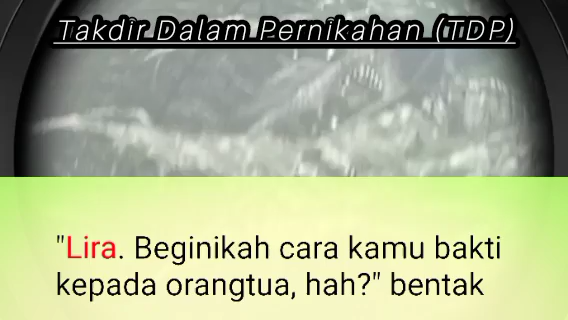 Takdir Dalam Pernikahan (TDP)
"Lira. Beginikah cara kamu bakti
kepada orangtua, hah?" bentak